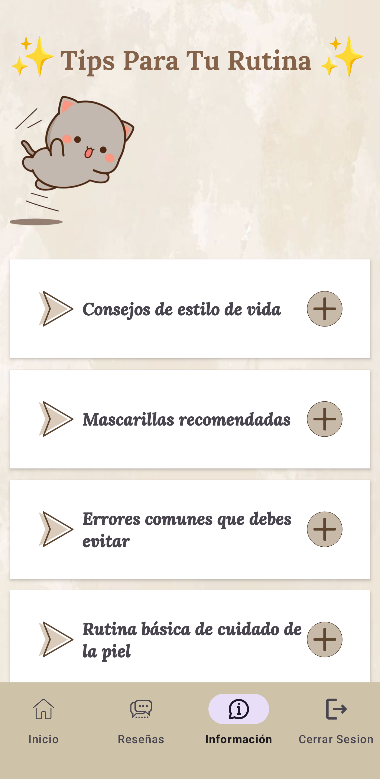 Tips Para Tu Rutina
Consejos de estilo de vida
Mascarillas recomendadas
Errores comunes que debes
evitar
Rutina básica de cuidado de
la piel
Inicio
Reseñas
Información
Cerrar Sesion